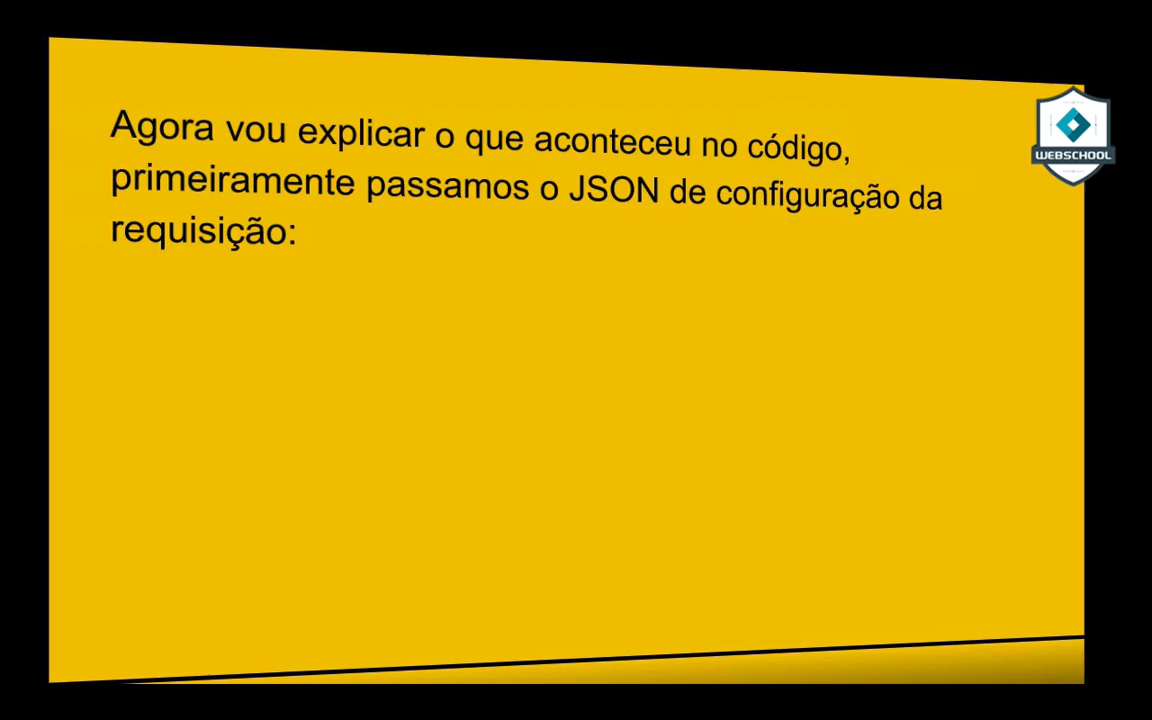 Agora vou explicar o que aconteceu no código,
primeiramente passamos o JSON de configuração da
requisição:
WEBSCHOOL